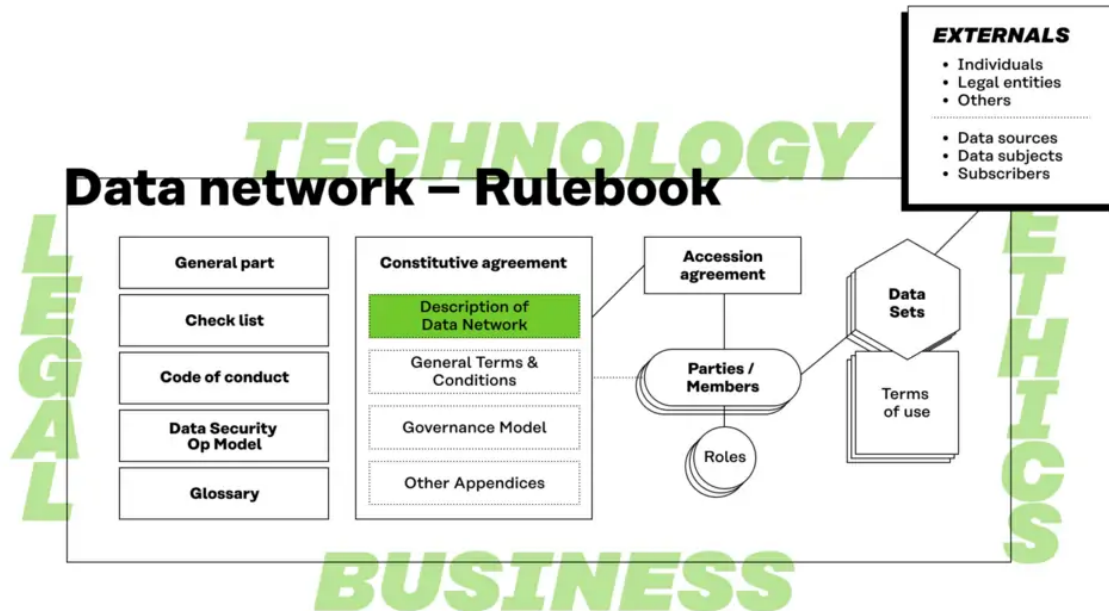 EXTERNALS
• Individuals
• Legal entities
• Others
• Data sources
• Data subjects
• Subscribers
TECHNOLOGY
Data network – Rulebook
LEGAL
General part
Check list
Code of conduct
Data Security
Op Model
Glossary
Constitutive agreement
Description of
Data Network
General Terms &
Conditions
Governance Model
Other Appendices
Accession
agreement
Parties /
Members
Roles
Data
Sets
Terms
of use
ETHICS
BUSINESS